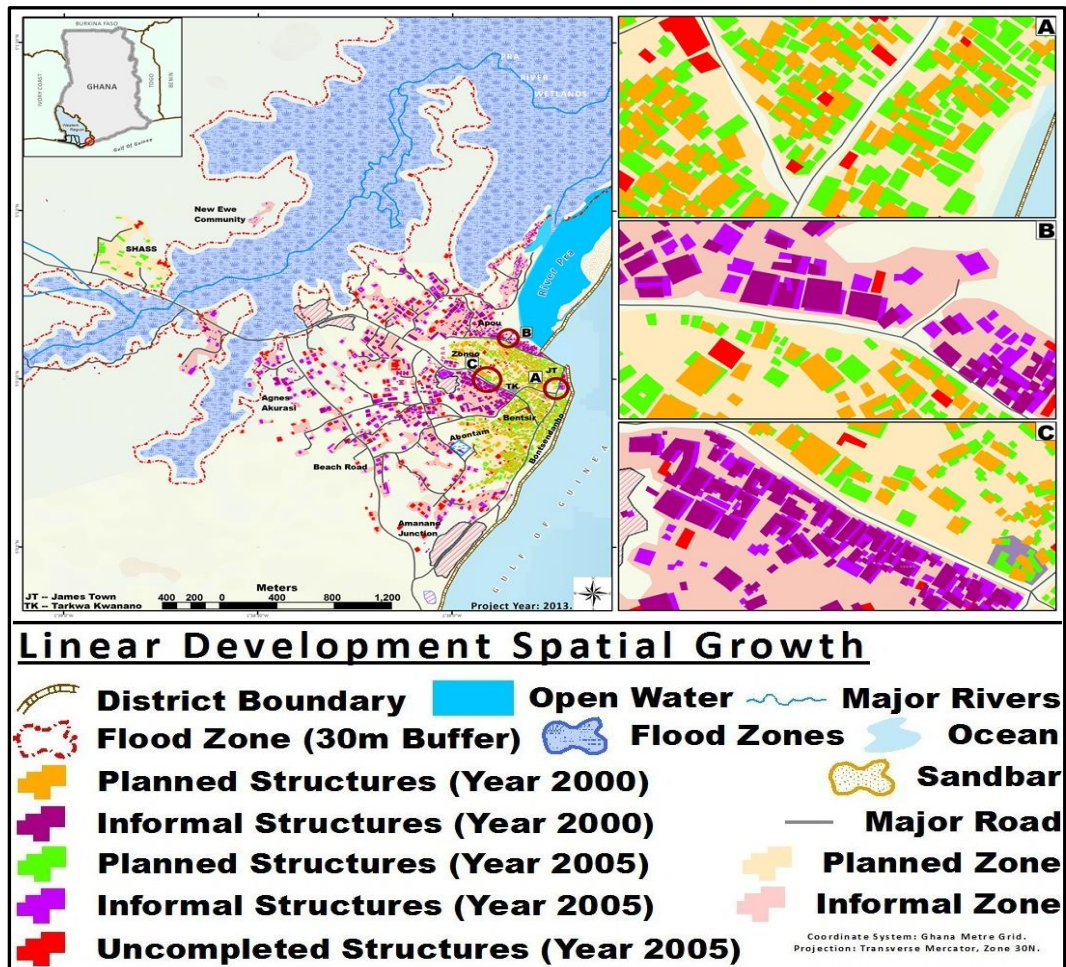 BURKINA FASO
IVORY COAST
GHANA
TOGO
BENIN
Western
Region
Gulf Of Guinea
PRA
RIVER
WETLANDS
New Ewe
Community
SHASS
River Pra
Apou
B
Zongo
C
JT
TK
A
Agnes
Akurasi
Bentsir
Abontam
Bontsendagho
Beach Road
Amanano
Junction
GULF OF GUINEA
Meters
JT -- James Town
TK -- Tarkwa Kwanano
400 200 0 400 800 1,200
Project Year: 2013.
A
B
C
Linear Development Spatial Growth
District Boundary
Open Water
Major Rivers
Flood Zone (30m Buffer)
Flood Zones
Ocean
Planned Structures (Year 2000)
Sandbar
Informal Structures (Year 2000)
Major Road
Planned Structures (Year 2005)
Planned Zone
Informal Structures (Year 2005)
Informal Zone
Uncompleted Structures (Year 2005)
Coordinate System: Ghana Metre Grid.
Projection: Transverse Mercator, Zone 30N.